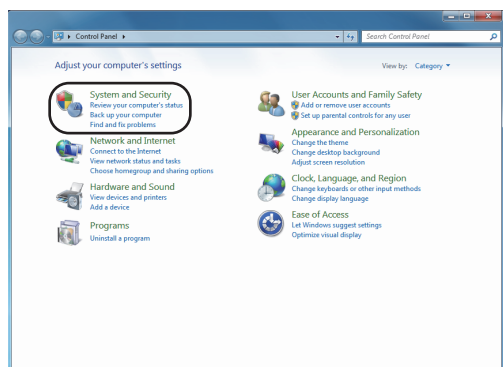 Control Panel
Search Control Panel
Adjust your computer's settings
View by: Category
System and Security
Review your computer's status
Back up your computer
Find and fix problems
Network and Internet
Connect to the Internet
View network status and tasks
Choose homegroup and sharing options
Hardware and Sound
View devices and printers
Add a device
Programs
Uninstall a program
User Accounts and Family Safety
Add or remove user accounts
Set up parental controls for any user
Appearance and Personalization
Change the theme
Change desktop background
Adjust screen resolution
Clock, Language, and Region
Change keyboards or other input methods
Change display language
Ease of Access
Let Windows suggest settings
Optimize visual display